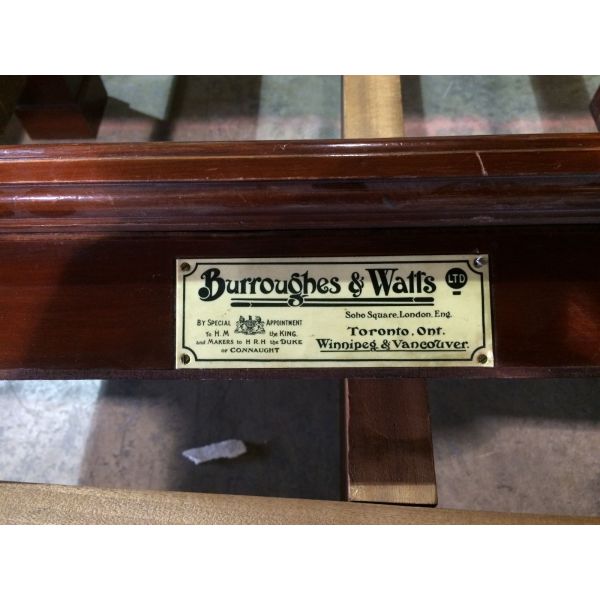 Burroughes & Watts LTD
Soho Square, London, Eng.
BY SPECIAL APPOINTMENT
TO H.M the KING.
and MAKERS to H R H the DUKE
OF CONNAUGHT
Toronto. Ont.
Winnipeg & Vancouver.